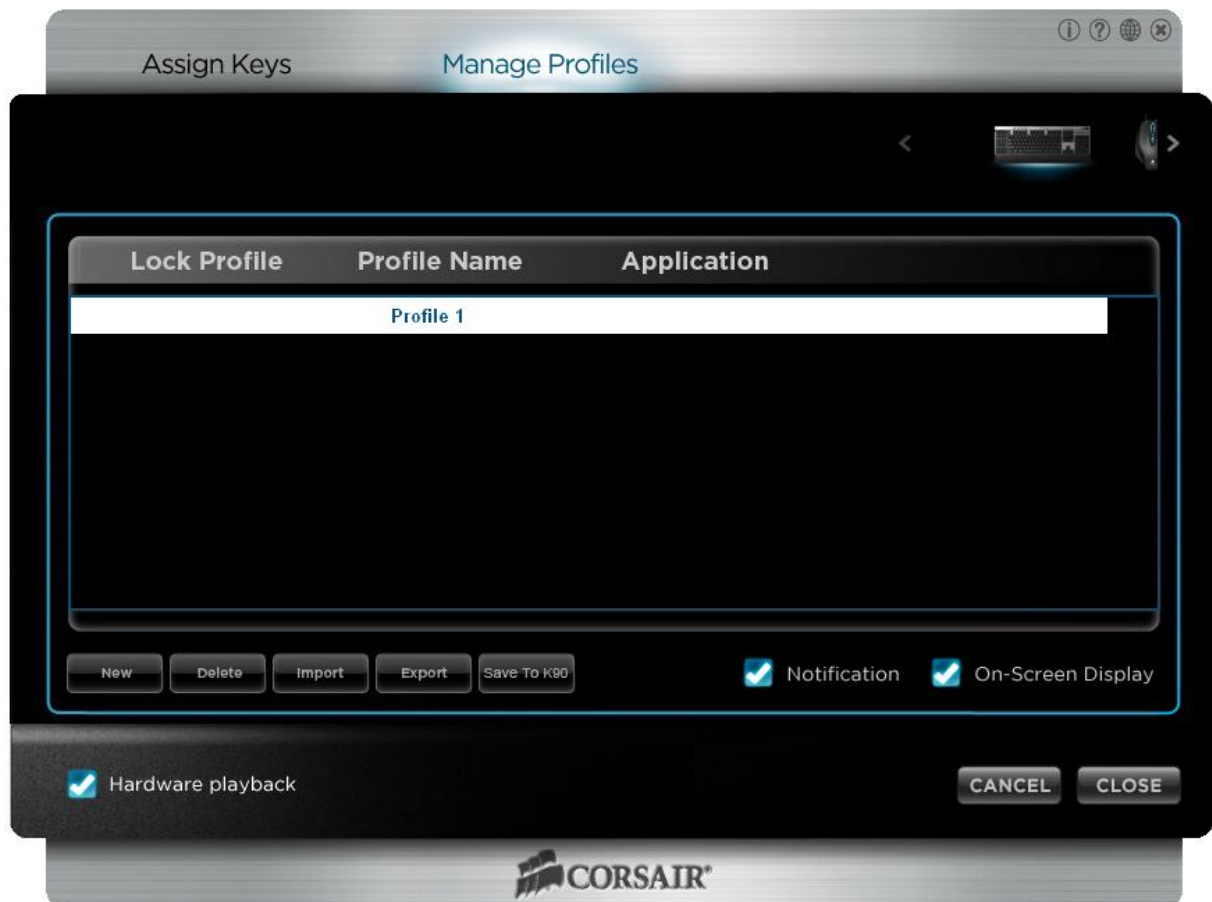 Assign Keys Manage Profiles
Lock Profile Profile Name Application
Profile 1
New Delete Import Export Save To K90 Notification On-Screen Display
Hardware playback CANCEL CLOSE
CORSAIR